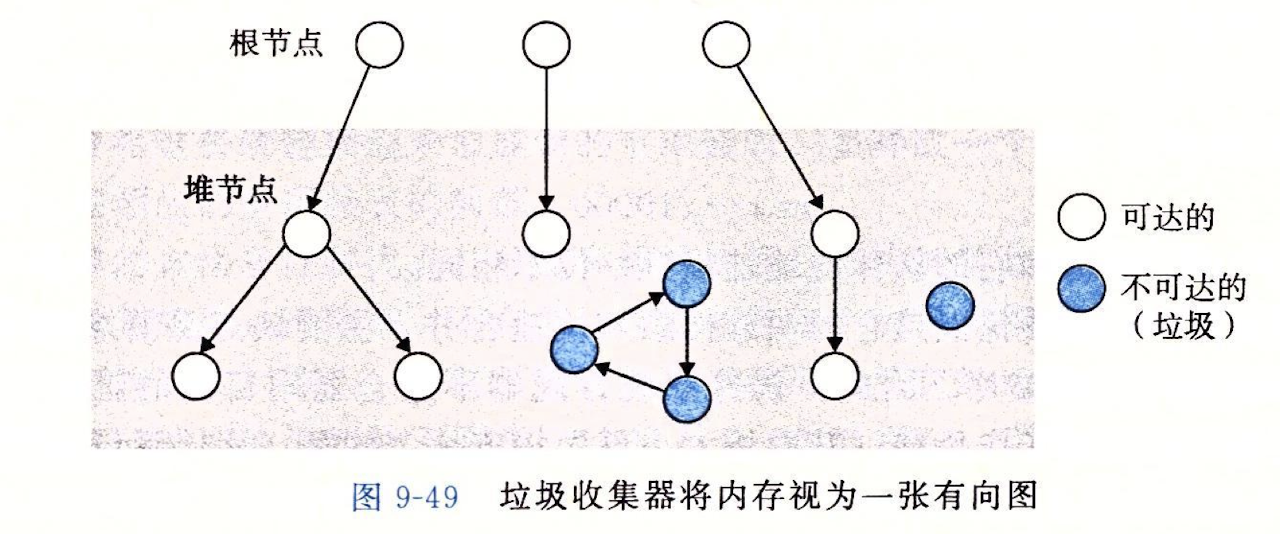 根节点
堆节点
可达的
不可达的
（垃圾）
图 9-49 垃圾收集器将内存视为一张有向图